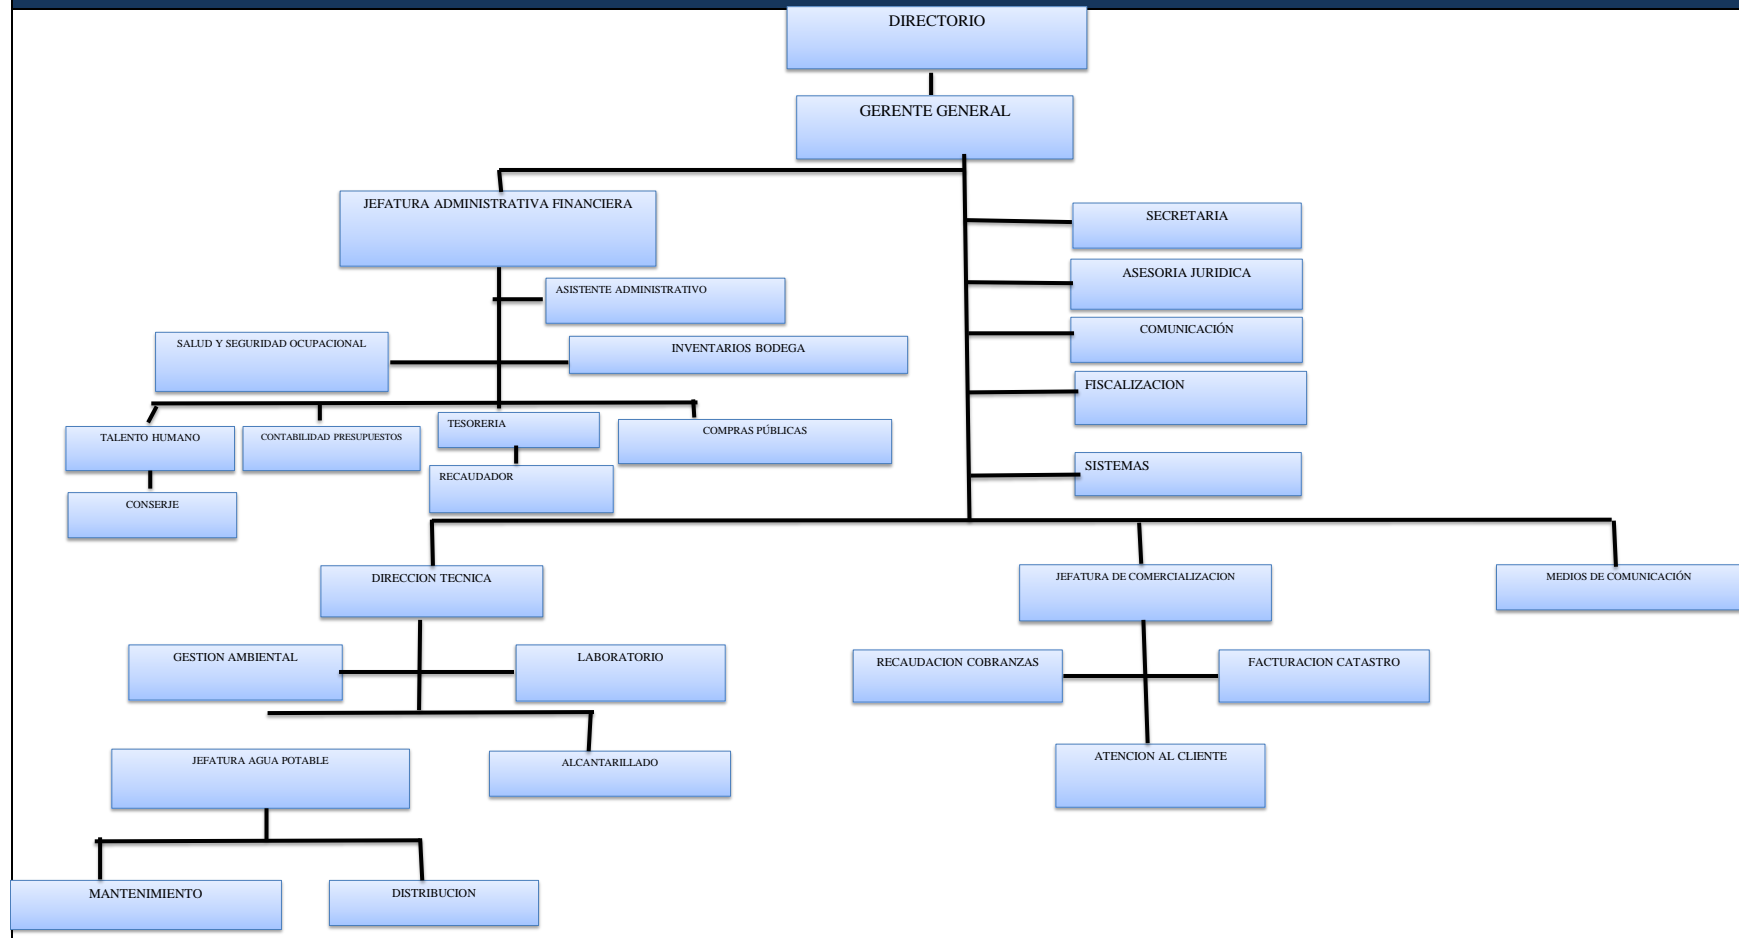 DIRECTORIO
GERENTE GENERAL
JEFATURA ADMINISTRATIVA FINANCIERA
SECRETARIA
ASESORIA JURIDICA
ASISTENTE ADMINISTRATIVO
COMUNICACIÓN
SALUD Y SEGURIDAD OCUPACIONAL
INVENTARIOS BODEGA
FISCALIZACION
TALENTO HUMANO
CONTABILIDAD PRESUPUESTOS
TESORERIA
COMPRAS PÚBLICAS
RECAUDADOR
SISTEMAS
CONSERJE
DIRECCION TECNICA
JEFATURA DE COMERCIALIZACION
MEDIOS DE COMUNICACIÓN
GESTION AMBIENTAL
LABORATORIO
RECAUDACION COBRANZAS
FACTURACION CATASTRO
JEFATURA AGUA POTABLE
ALCANTARILLADO
ATENCION AL CLIENTE
MANTENIMIENTO
DISTRIBUCION